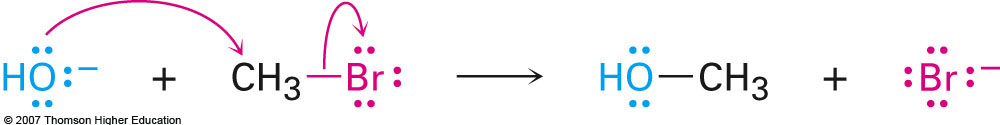 HO:− + CH3—Br: ⟶ HO—CH3 + :Br:−
© 2007 Thomson Higher Education